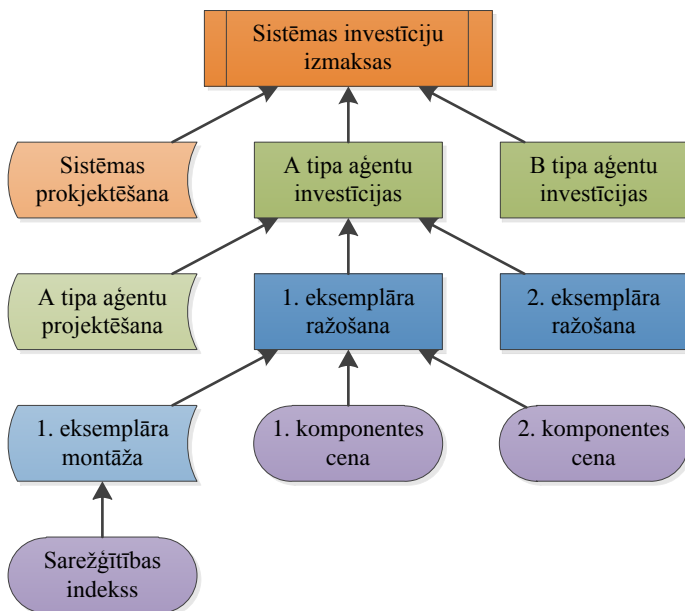 Sistēmas investīciju
izmaksas
Sistēmas
prokjektēšana
A tipa aģentu
investīcijas
B tipa aģentu
investīcijas
A tipa aģentu
projektēšana
1. eksemplāra
ražošana
2. eksemplāra
ražošana
1. eksemplāra
montāža
1. komponentes
cena
2. komponentes
cena
Sarežģītības
indekss